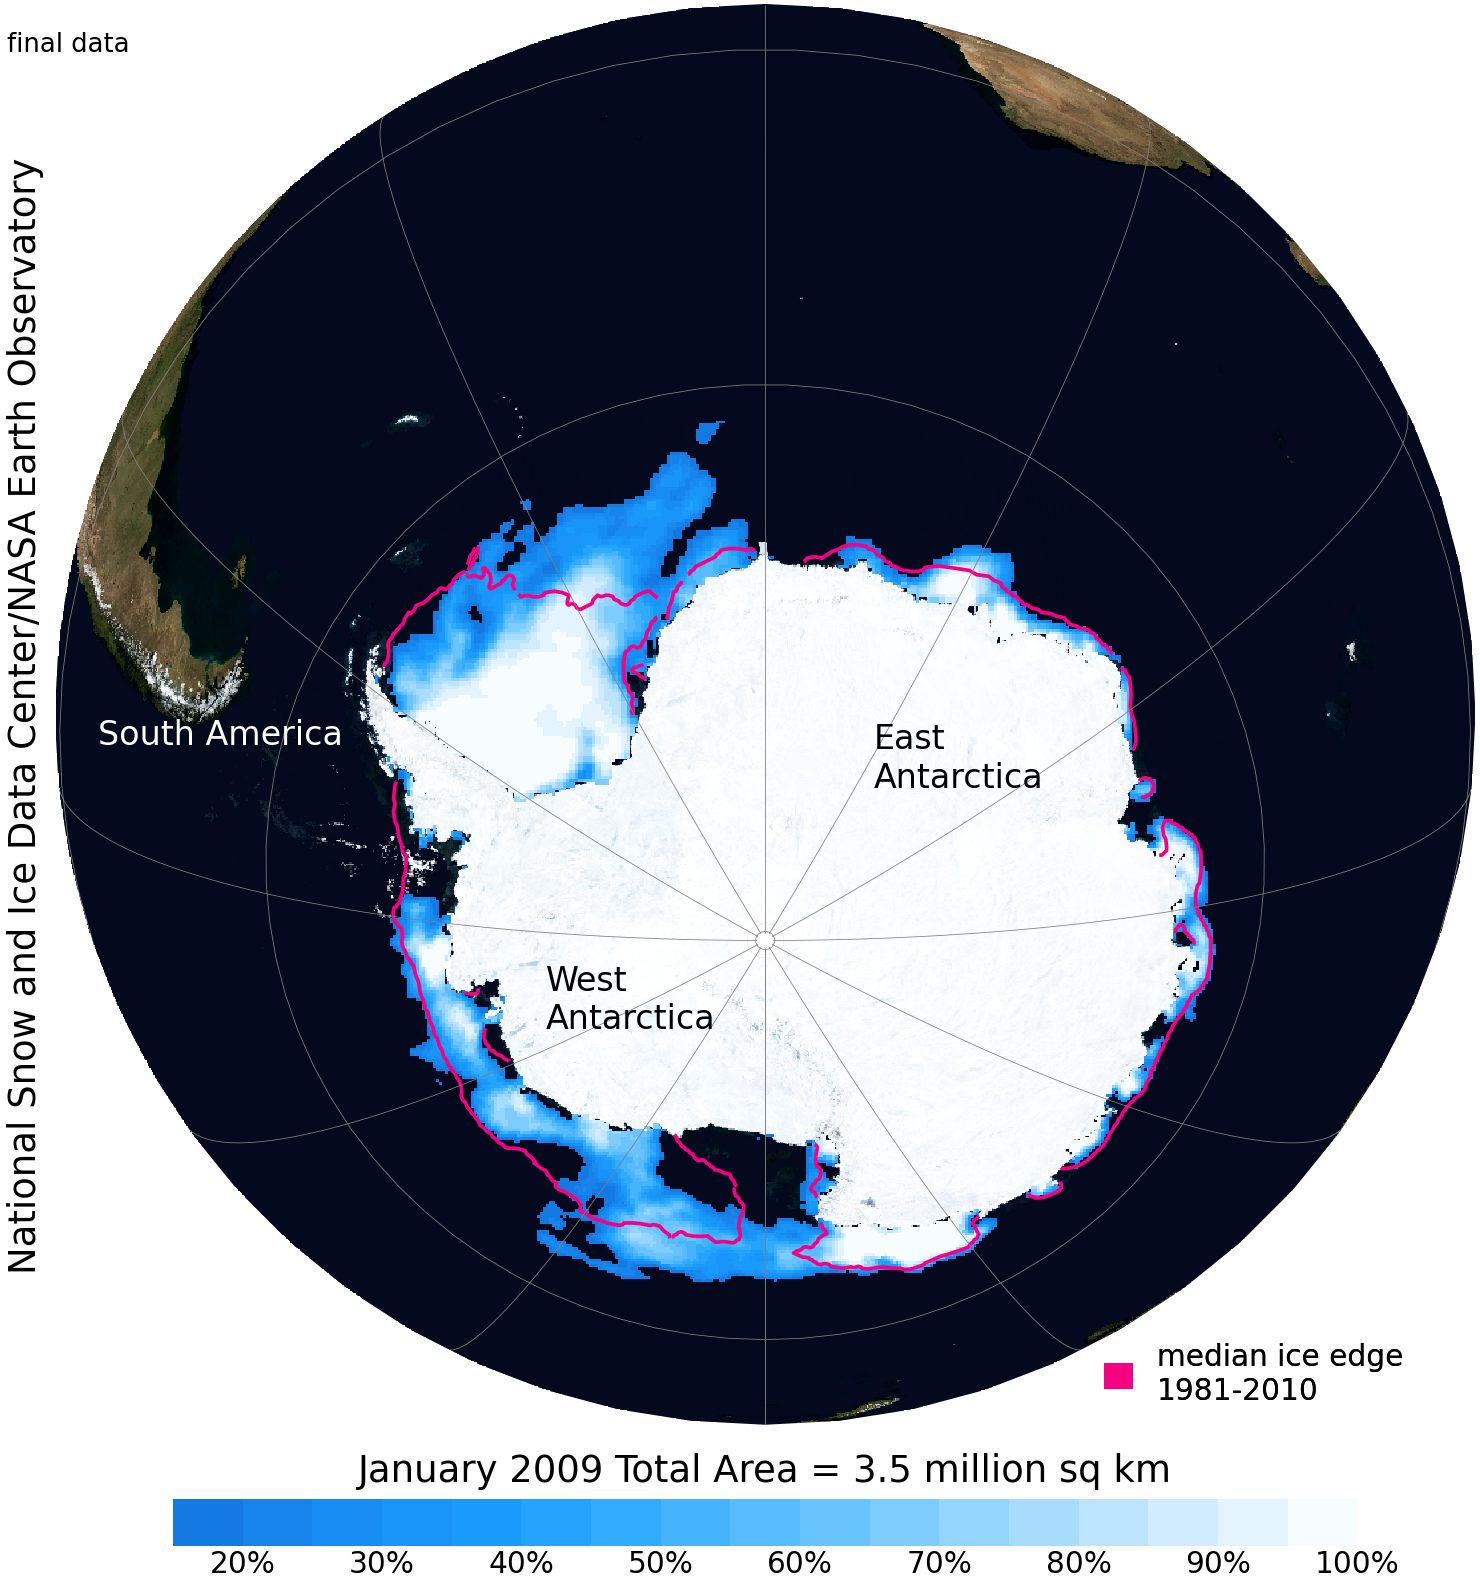 final data
National Snow and Ice Data Center/NASA Earth Observatory
South America
East
Antarctica
West
Antarctica
median ice edge
1981-2010
January 2009 Total Area = 3.5 million sq km
20% 30% 40% 50% 60% 70% 80% 90% 100%